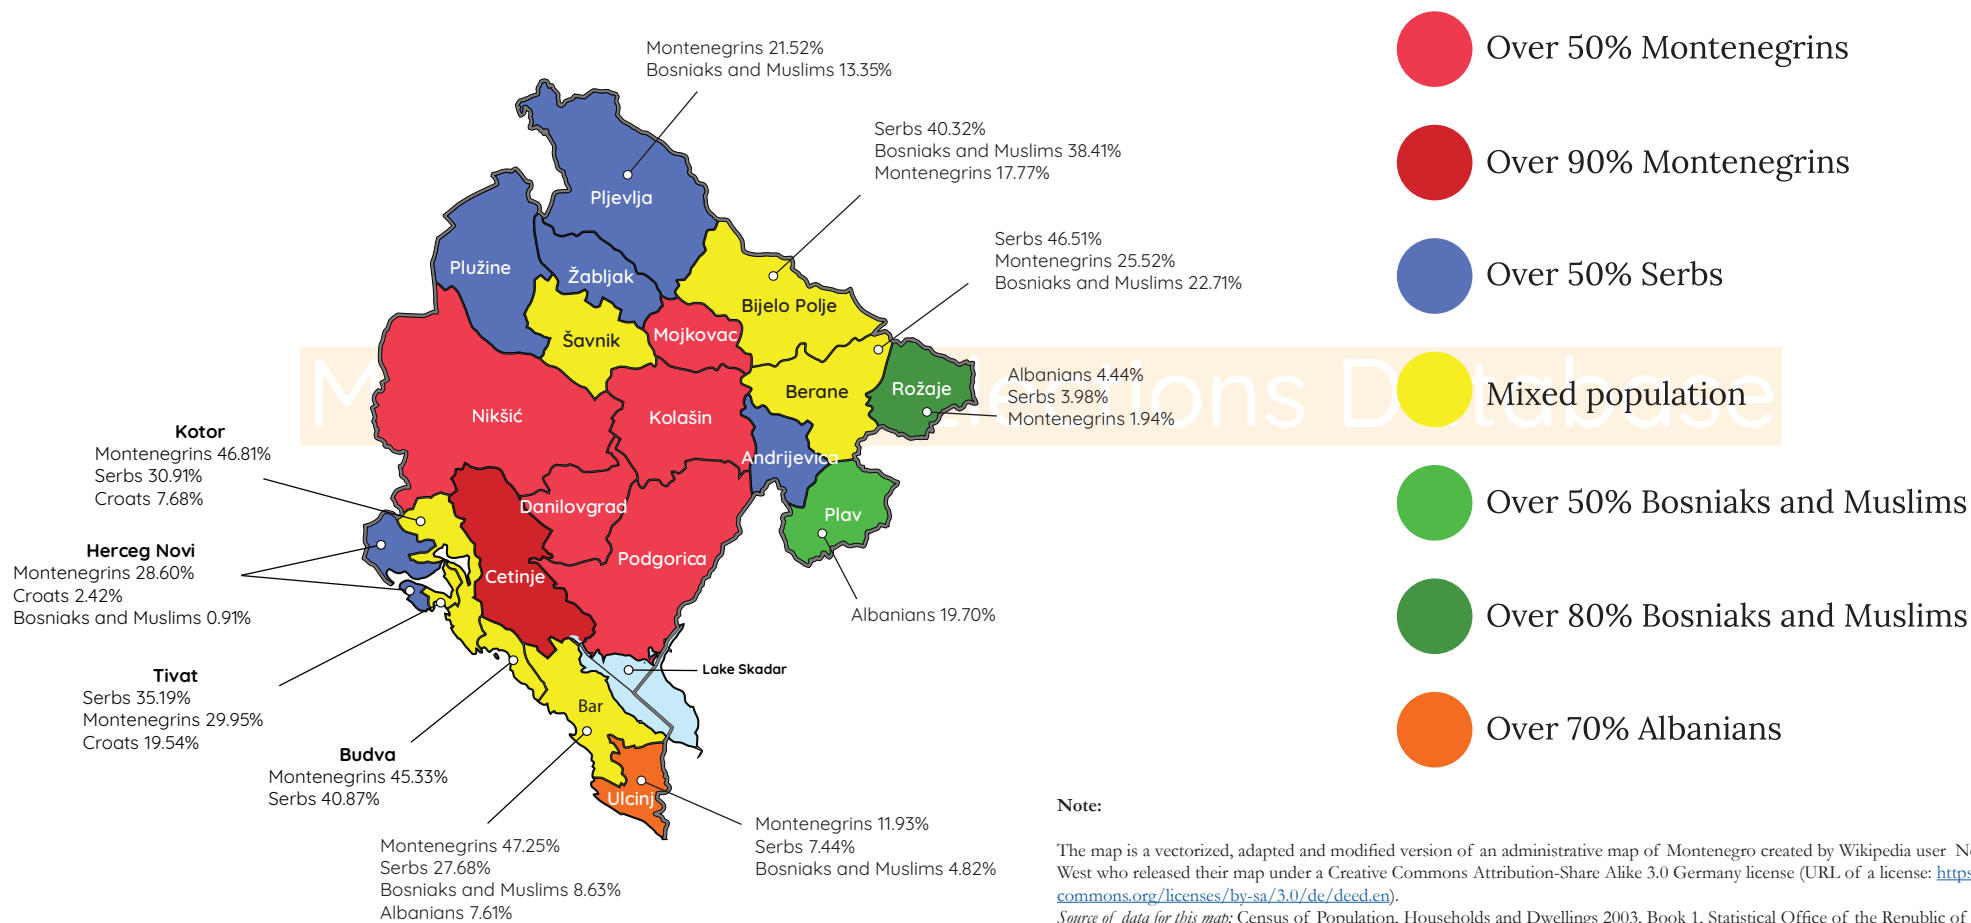 Montenegrins 21.52%
Bosniaks and Muslims 13.35%
Serbs 40.32%
Bosniaks and Muslims 38.41%
Montenegrins 17.77%
Serbs 46.51%
Montenegrins 25.52%
Bosniaks and Muslims 22.71%
Albanians 4.44%
Serbs 3.98%
Montenegrins 1.94%
Pljevlja
Plužine
Žabljak
Bijelo Polje
Šavnik
Mojkovac
Berane
Rožaje
Nikšić
Kolašin
Andrijevica
Danilovgrad
Plav
Podgorica
Cetinje
Kotor
Montenegrins 46.81%
Serbs 30.91%
Croats 7.68%
Herceg Novi
Montenegrins 28.60%
Croats 2.42%
Bosniaks and Muslims 0.91%
Albanians 19.70%
Lake Skadar
Tivat
Serbs 35.19%
Montenegrins 29.95%
Croats 19.54%
Bar
Budva
Montenegrins 45.33%
Serbs 40.87%
Ulcinj
Montenegrins 47.25%
Serbs 27.68%
Bosniaks and Muslims 8.63%
Albanians 7.61%
Montenegrins 11.93%
Serbs 7.44%
Bosniaks and Muslims 4.82%
Over 50% Montenegrins
Over 90% Montenegrins
Over 50% Serbs
Mixed population
Over 50% Bosniaks and Muslims
Over 80% Bosniaks and Muslims
Over 70% Albanians
Note:
The map is a vectorized, adapted and modified version of an administrative map of Montenegro created by Wikipedia user
West who released their map under a Creative Commons Attribution-Share Alike 3.0 Germany license (URL of a license: https
commons.org/licenses/by-sa/3.0/de/deed.en).
Source of data for this map: Census of Population, Households and Dwellings 2003, Book 1, Statistical Office of the Republic of